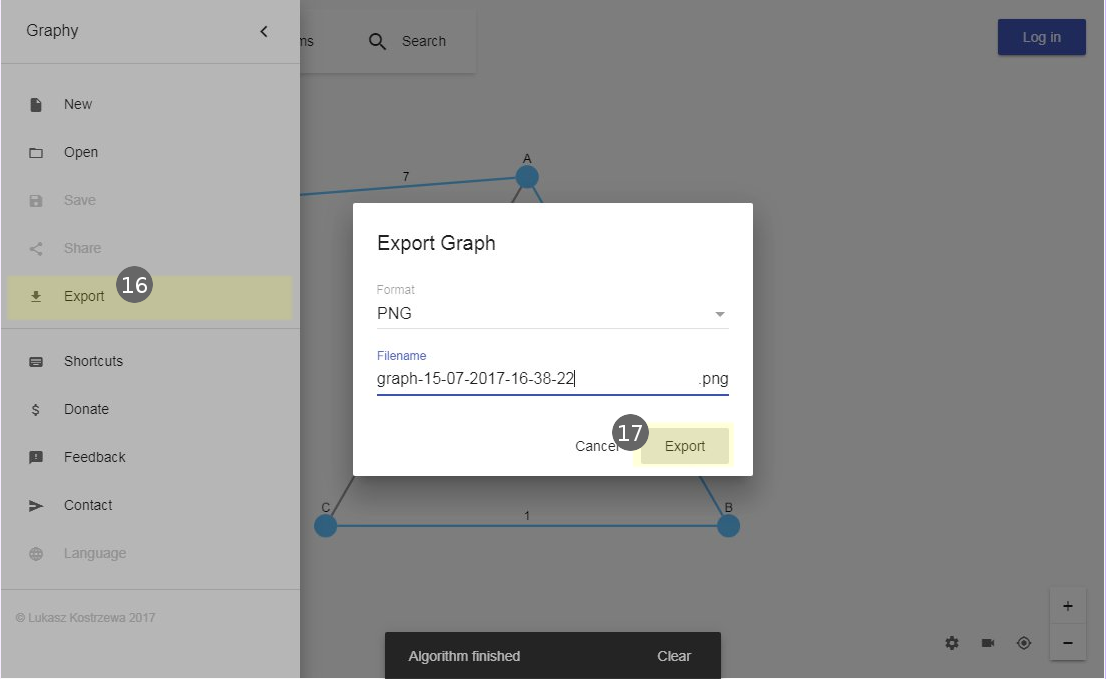 Graphy
ms
Search
Log in
New
Open
Save
Share
Export
16
Shortcuts
Donate
Feedback
Contact
Language
© Lukasz Kostrzewa 2017
A
7
Export Graph
Format
PNG
Filename
graph-15-07-2017-16-38-22 .png
Cancel
17
Export
C
1
B
Algorithm finished
Clear
+
−